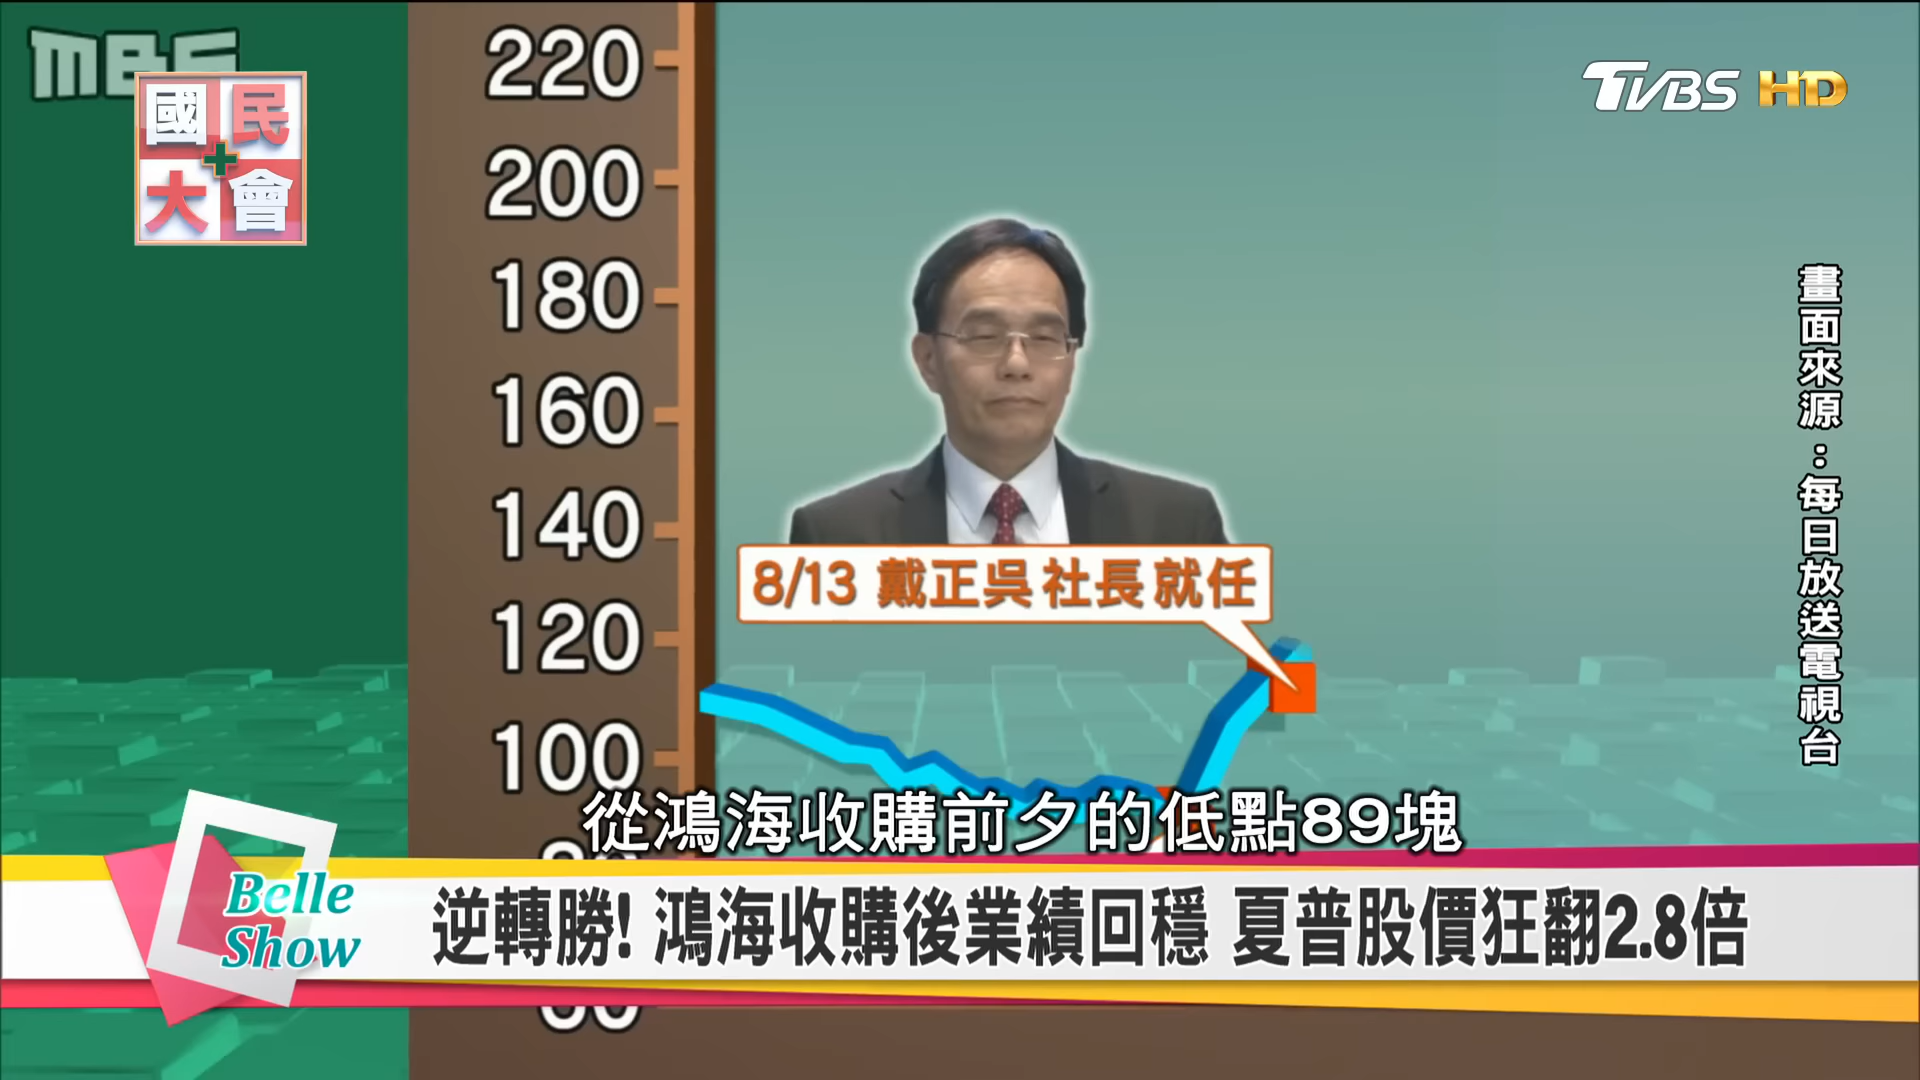 MBS
國民
大會
TVBS HD
220
200
180
160
140
120
100
畫面來源：每日放送電視台
8/13 戴正吳社長就任
從鴻海收購前夕的低點89塊
Belle
Show
逆轉勝! 鴻海收購後業績回穩 夏普股價狂翻2.8倍